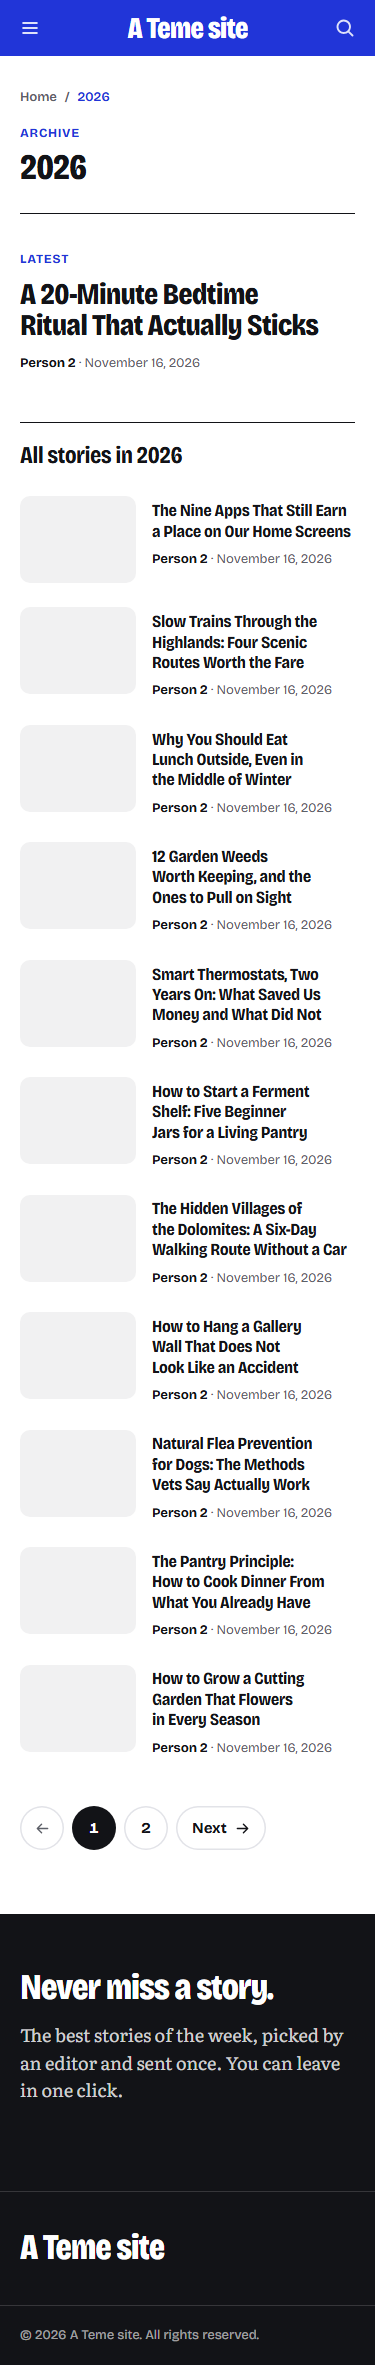 A Teme site
Home / 2026
ARCHIVE
2026
LATEST
A 20-Minute Bedtime
Ritual That Actually Sticks
Person 2 · November 16, 2026
All stories in 2026
The Nine Apps That Still Earn
a Place on Our Home Screens
Person 2 · November 16, 2026
Slow Trains Through the
Highlands: Four Scenic
Routes Worth the Fare
Person 2 · November 16, 2026
Why You Should Eat
Lunch Outside, Even in
the Middle of Winter
Person 2 · November 16, 2026
12 Garden Weeds
Worth Keeping, and the
Ones to Pull on Sight
Person 2 · November 16, 2026
Smart Thermostats, Two
Years On: What Saved Us
Money and What Did Not
Person 2 · November 16, 2026
How to Start a Ferment
Shelf: Five Beginner
Jars for a Living Pantry
Person 2 · November 16, 2026
The Hidden Villages of
the Dolomites: A Six-Day
Walking Route Without a Car
Person 2 · November 16, 2026
How to Hang a Gallery
Wall That Does Not
Look Like an Accident
Person 2 · November 16, 2026
Natural Flea Prevention
for Dogs: The Methods
Vets Say Actually Work
Person 2 · November 16, 2026
The Pantry Principle:
How to Cook Dinner From
What You Already Have
Person 2 · November 16, 2026
How to Grow a Cutting
Garden That Flowers
in Every Season
Person 2 · November 16, 2026
← 1 2 Next →
Never miss a story.
The best stories of the week, picked by
an editor and sent once. You can leave
in one click.
A Teme site
© 2026 A Teme site. All rights reserved.